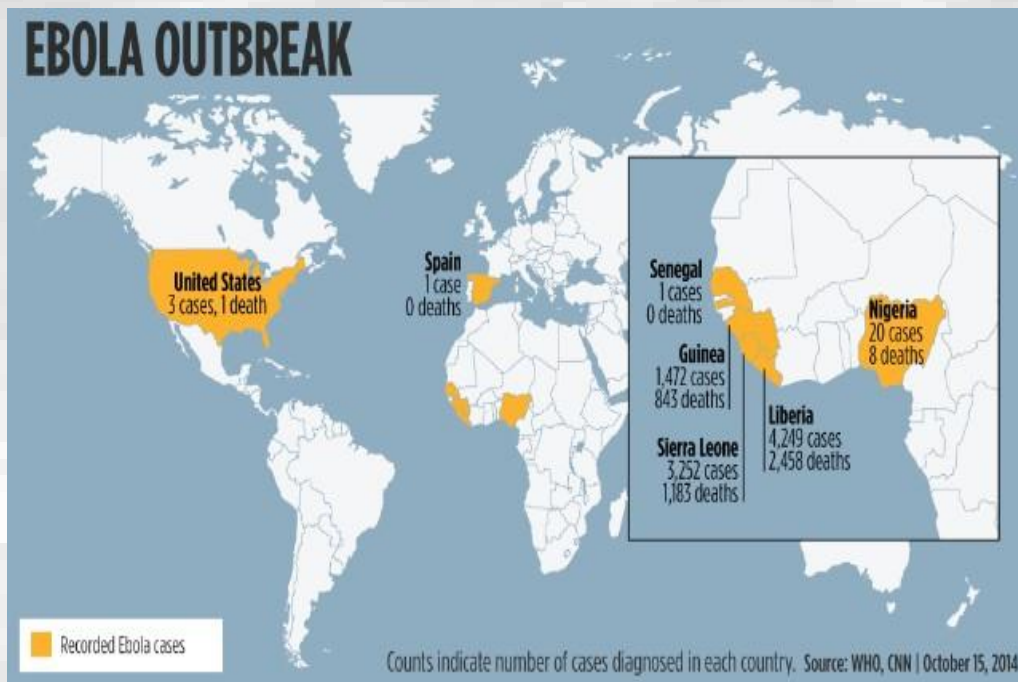 EBOLA OUTBREAK
United States
3 cases, 1 death
Spain
1 case
0 deaths
Senegal
1 cases
0 deaths
Guinea
1,472 cases
843 deaths
Sierra Leone
3,252 cases
1,183 deaths
Liberia
4,249 cases
2,458 deaths
Nigeria
20 cases
8 deaths
Recorded Ebola cases
Counts indicate number of cases diagnosed in each country. Source: WHO, CNN | October 15, 2014